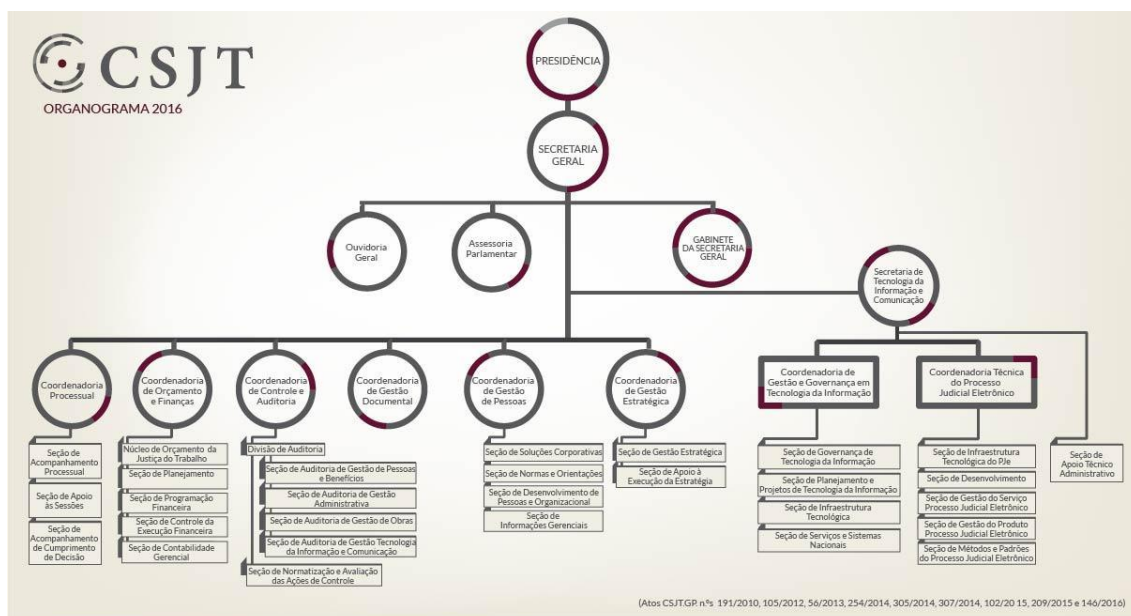 CSJT
ORGANOGRAMA 2016
PRESIDÊNCIA
SECRETARIA
GERAL
Ouvidoria
Geral
Assessoria
Parlamentar
GABINETE
DA SECRETARIA
GERAL
Secretaria de
Tecnologia da
Informação e
Comunicação
Coordenadoria
Processual
Coordenadoria
de Orçamento
e Finanças
Coordenadoria
de Controle e
Auditoria
Coordenadoria
de Gestão
Documental
Coordenadoria
de Gestão
de Pessoas
Coordenadoria
de Gestão
Estratégica
Coordenadoria de
Gestão e Governança em
Tecnologia da Informação
Coordenadoria Técnica
do Processo
Judicial Eletrônico
Seção de
Acompanhamento
Processual
Seção de Apoio
às Sessões
Seção de
Acompanhamento
de Cumprimento
de Decisão
Núcleo de Orçamento da
Justiça do Trabalho
Seção de Planejamento
Seção de Programação
Financeira
Seção de Controle da
Execução Financeira
Seção de Contabilidade
Gerencial
Divisão de Auditoria
Seção de Auditoria de Gestão de Pessoas
e Benefícios
Seção de Auditoria de Gestão
Administrativa
Seção de Auditoria de Gestão de Obras
Seção de Auditoria de Gestão Tecnologia
da Informação e Comunicação
Seção de Normatização e Avaliação
das Ações de Controle
Seção de Soluções Corporativas
Seção de Normas e Orientações
Seção de Desenvolvimento de
Pessoas e Organizacional
Seção de
Informações Gerenciais
Seção de Gestão Estratégica
Seção de Apoio à
Execução da Estratégia
Seção de Governança de
Tecnologia da Informação
Seção de Planejamento e
Projetos de Tecnologia da Informação
Seção de Infraestrutura
Tecnológica
Seção de Serviços e Sistemas
Nacionais
Seção de Infraestrutura
Tecnológica do PJe
Seção de Desenvolvimento
Seção de Gestão do Serviço
Processo Judicial Eletrônico
Seção de Gestão do Produto
Processo Judicial Eletrônico
Seção de Métodos e Padrões
do Processo Judicial Eletrônico
Seção de
Apoio Técnico
Administrativo
(Atos CSJT.GP. n.ºs 191/2010, 105/2012, 56/2013, 254/2014, 305/2014, 307/2014, 102/20 15, 209/2015 e 146/2016)